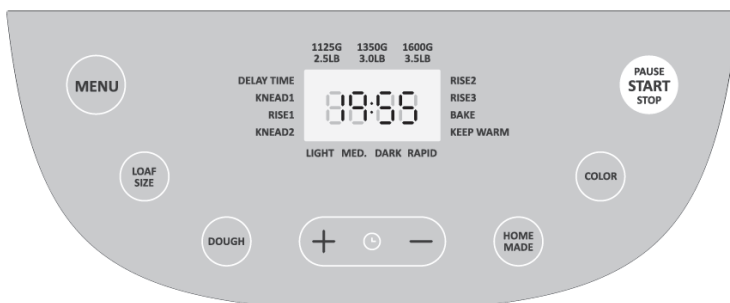 1125G 1350G 1600G
2.5LB 3.0LB 3.5LB
MENU
DELAY TIME
KNEAD1
RISE1
KNEAD2
19:55
RISE2
RISE3
BAKE
KEEP WARM
LIGHT MED. DARK RAPID
PAUSE
START
STOP
LOAF
SIZE
COLOR
DOUGH
+ −
HOME
MADE